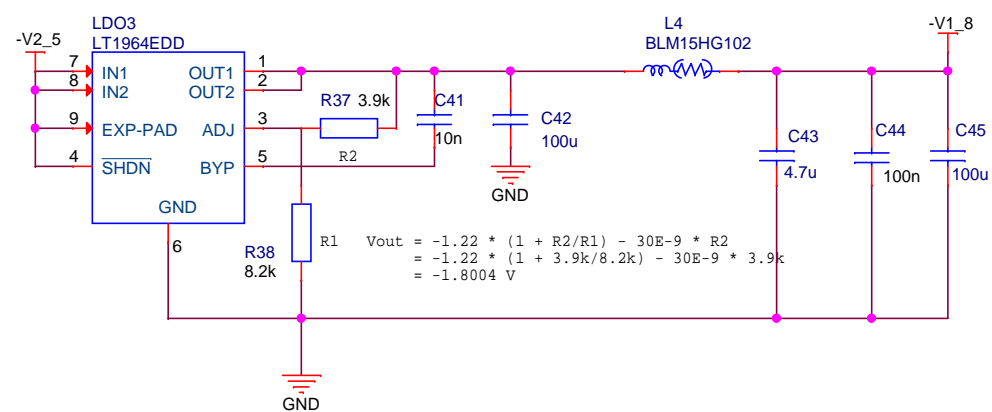 LDO3
LT1964EDD
L4
BLM15HG102
-V2_5
-V1_8
7 IN1 OUT1 1
8 IN2 OUT2 2
9 EXP-PAD ADJ 3
4 SHDN BYP 5
GND
6
R37 3.9k
R2
C41
10n
C42
100u
GND
C43
4.7u
C44
100n
C45
100u
R38
8.2k
R1 Vout = -1.22 * (1 + R2/R1) - 30E-9 * R2
= -1.22 * (1 + 3.9k/8.2k) - 30E-9 * 3.9k
= -1.8004 V
GND